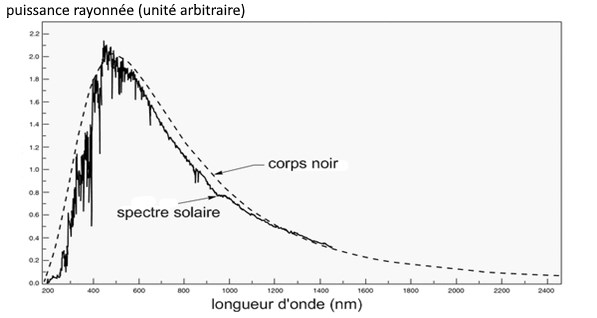 puissance rayonnée (unité arbitraire)
2.2
2.0
1.8
1.6
1.4
1.2
1.0
0.8
0.6
0.4
0.2
0.0
corps noir
spectre solaire
200 400 600 800 1000 1200 1400 1600 1800 2000 2200 2400
longueur d'onde (nm)